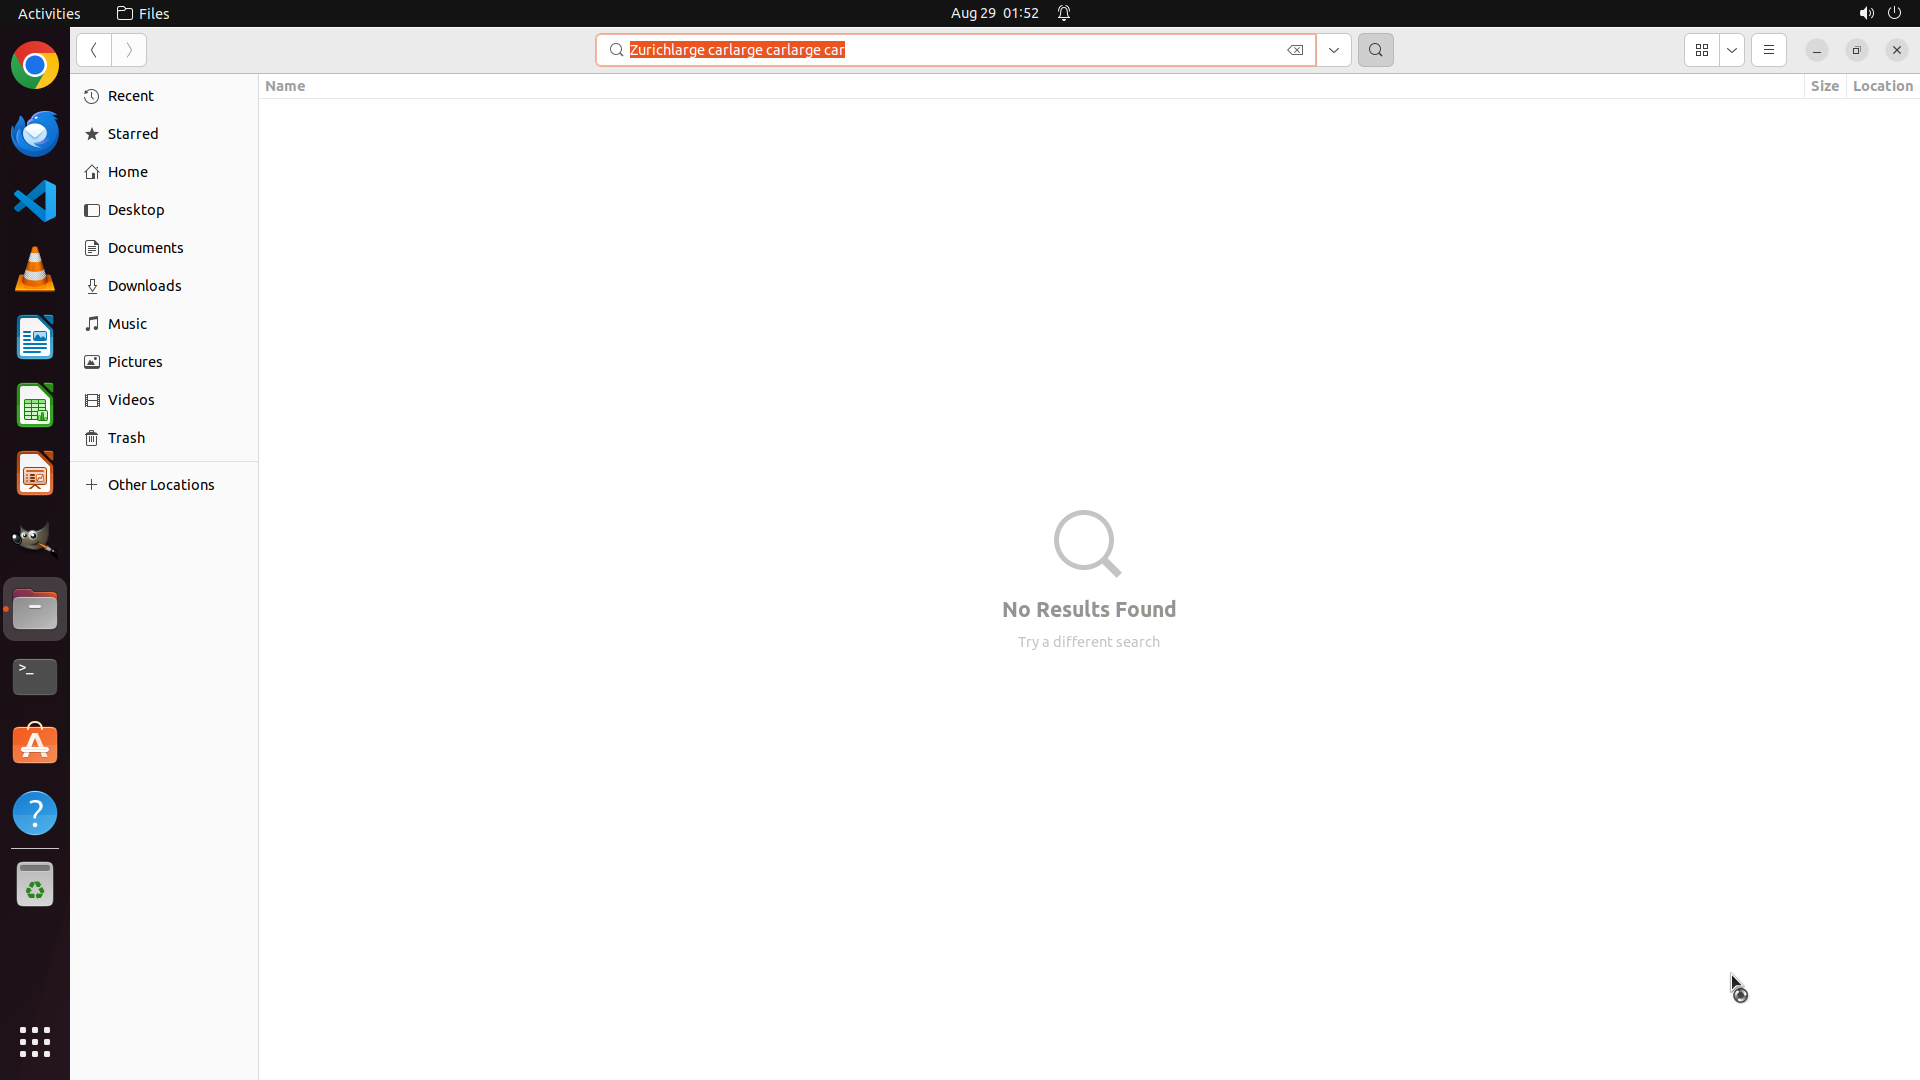 Activities
Files
Aug 29 01:52
Zurichlarge carlarge carlarge car
Recent
Starred
Home
Desktop
Documents
Downloads
Music
Pictures
Videos
Trash
Other Locations
Name
Size
Location
No Results Found
Try a different search